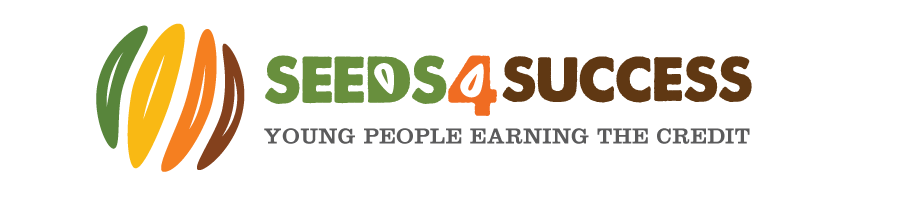 SEEDS4SUCCESS
YOUNG PEOPLE EARNING THE CREDIT